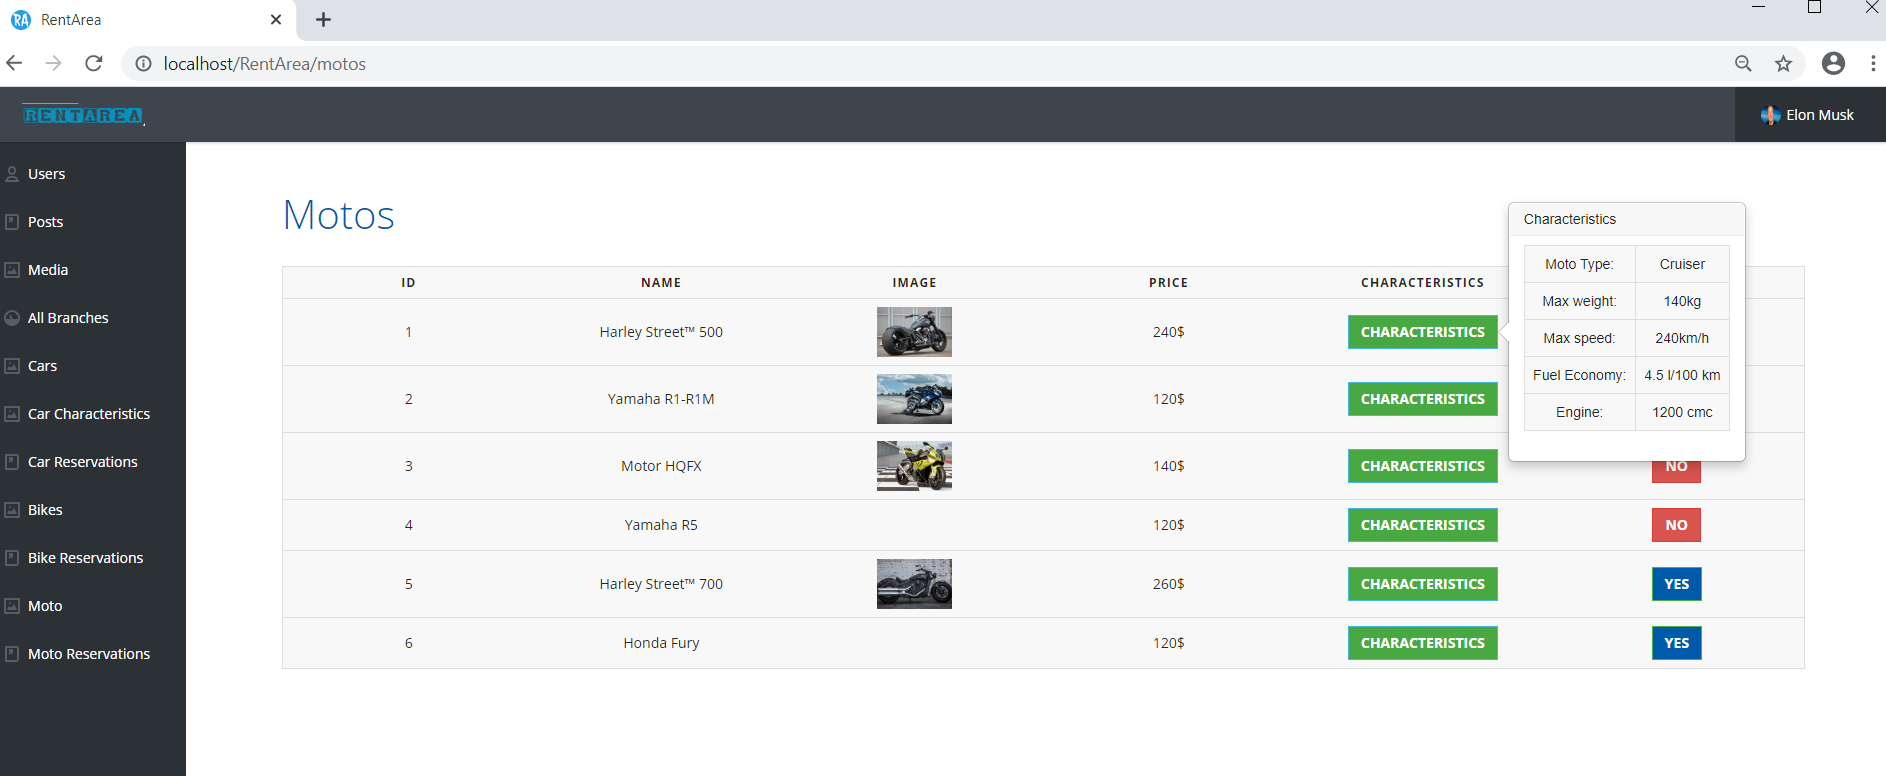 RA RentArea
localhost/RentArea/motos
RENTAREA
Elon Musk
Users
Posts
Media
All Branches
Cars
Car Characteristics
Car Reservations
Bikes
Bike Reservations
Moto
Moto Reservations
Motos
ID NAME IMAGE PRICE CHARACTERISTICS
1 Harley Street™ 500 240$ CHARACTERISTICS
2 Yamaha R1-R1M 120$ CHARACTERISTICS
3 Motor HQFX 140$ CHARACTERISTICS NO
4 Yamaha R5 120$ CHARACTERISTICS NO
5 Harley Street™ 700 260$ CHARACTERISTICS YES
6 Honda Fury 120$ CHARACTERISTICS YES
Characteristics
Moto Type: Cruiser
Max weight: 140kg
Max speed: 240km/h
Fuel Economy: 4.5 l/100 km
Engine: 1200 cmc